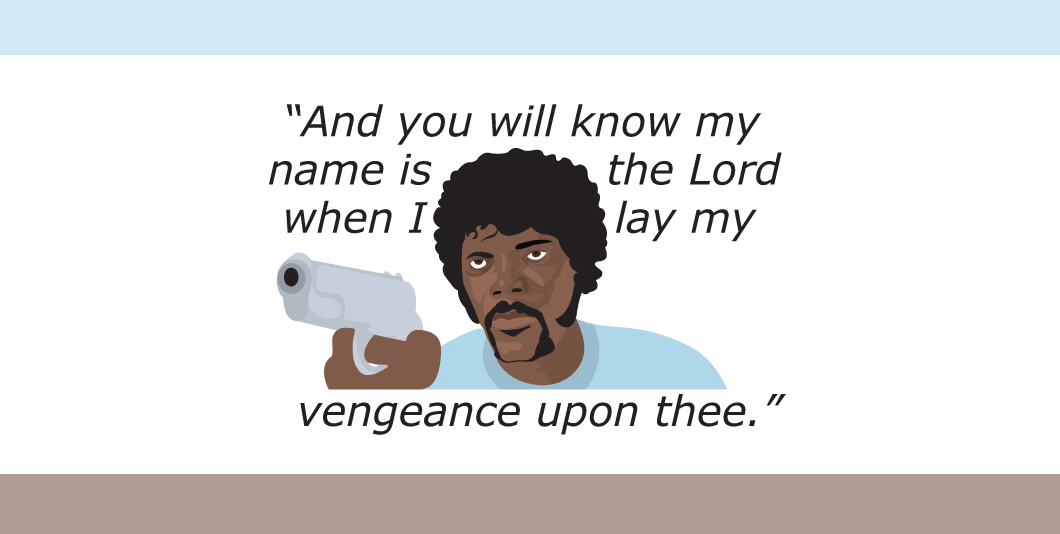 “And you will know my
name is the Lord
when I lay my
vengeance upon thee.”